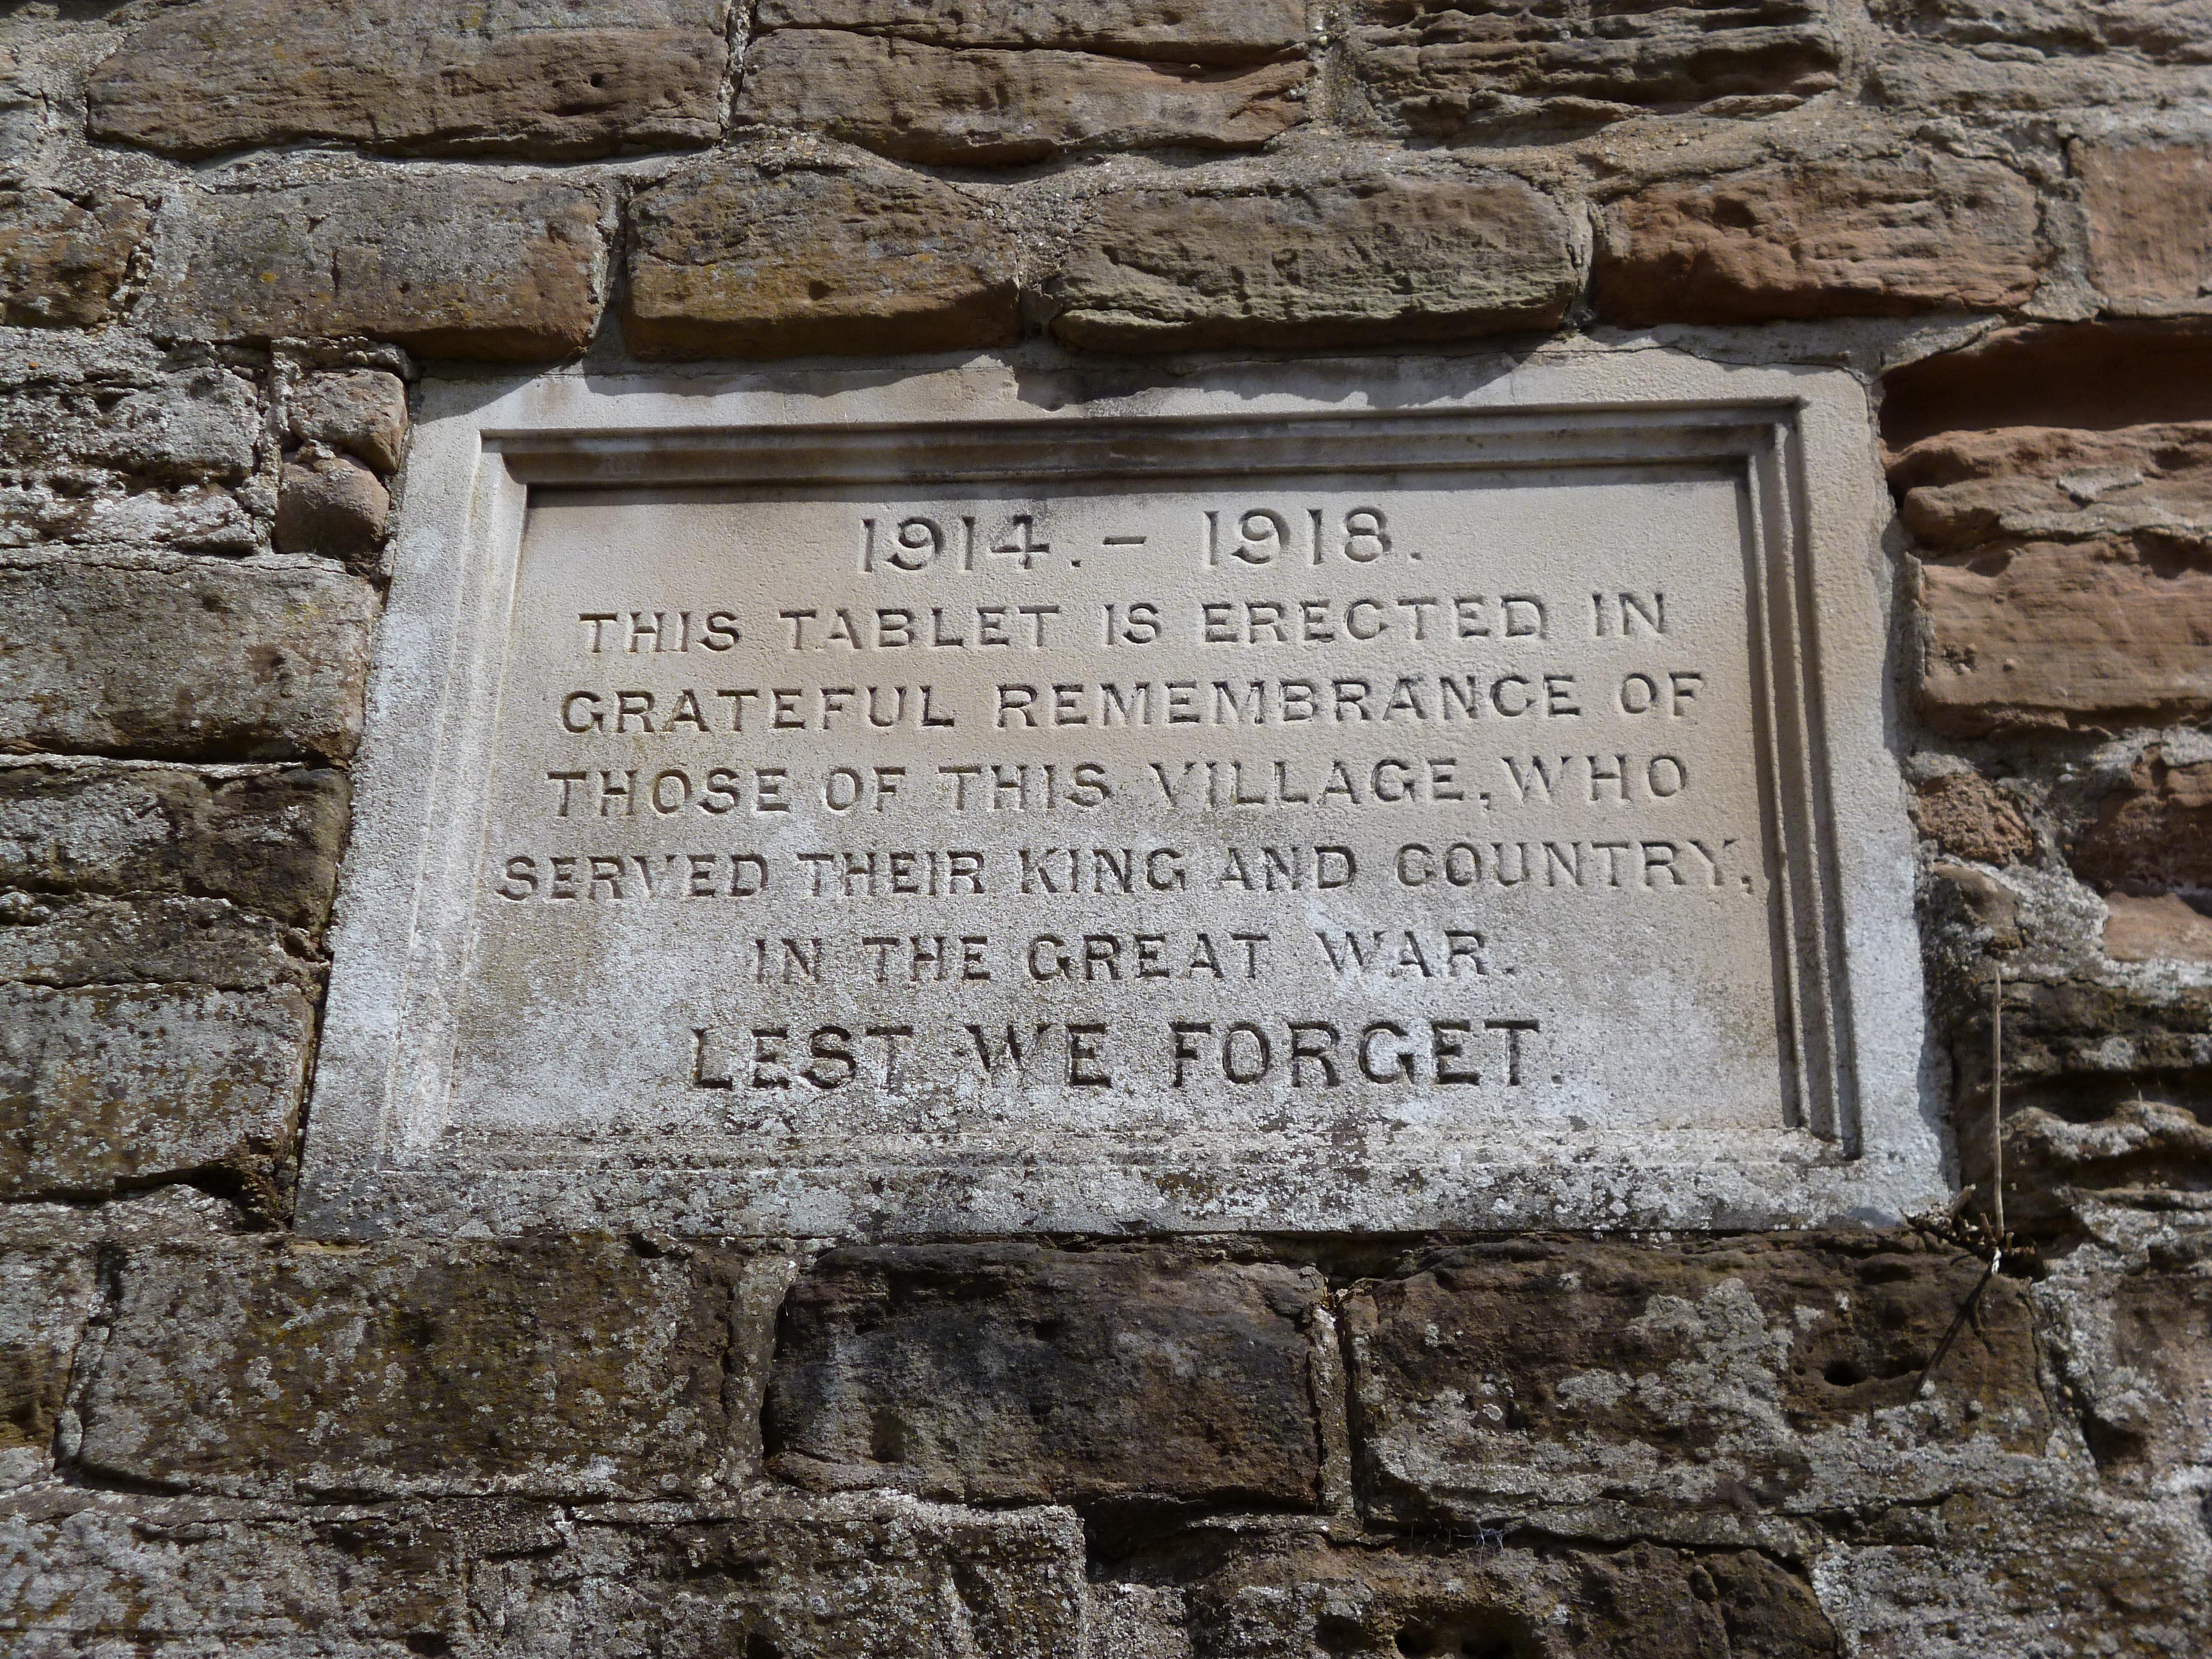 1914. - 1918.
THIS TABLET IS ERECTED IN
GRATEFUL REMEMBRANCE OF
THOSE OF THIS VILLAGE, WHO
SERVED THEIR KING AND COUNTRY,
IN THE GREAT WAR.
LEST WE FORGET.